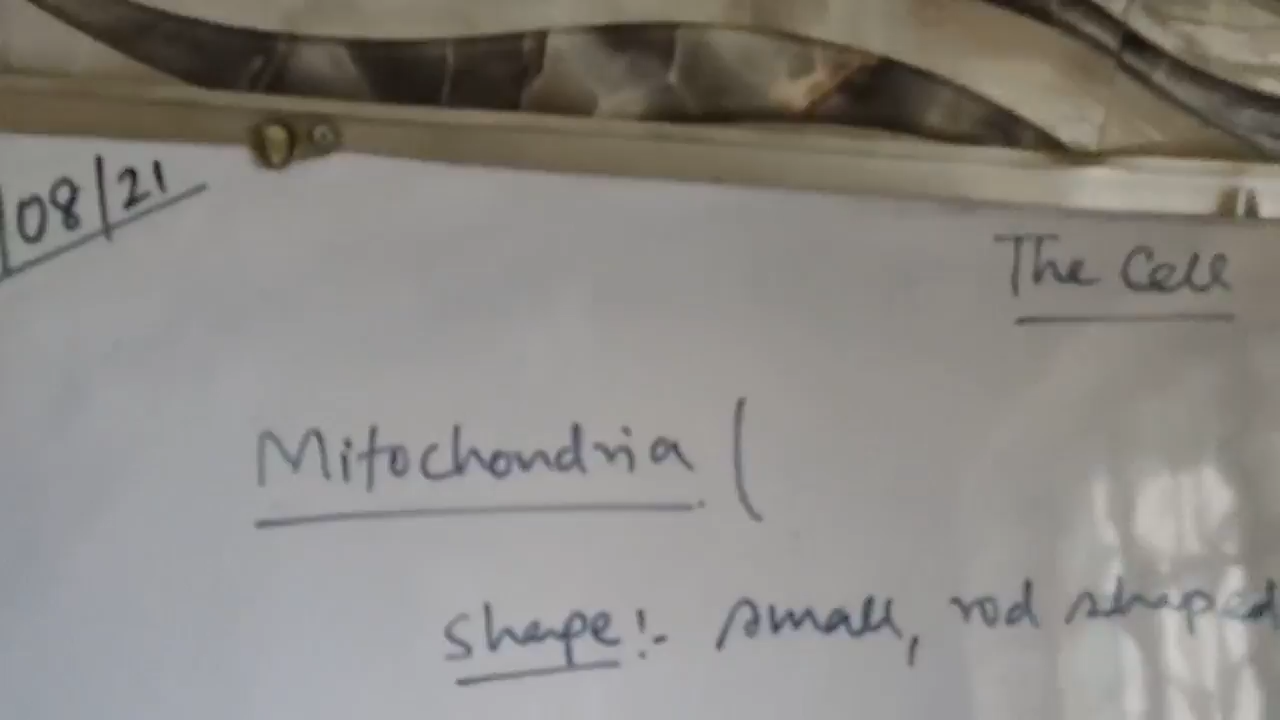 /08/21
The Cell
Mitochondria (
Shape:- small, rod shaped